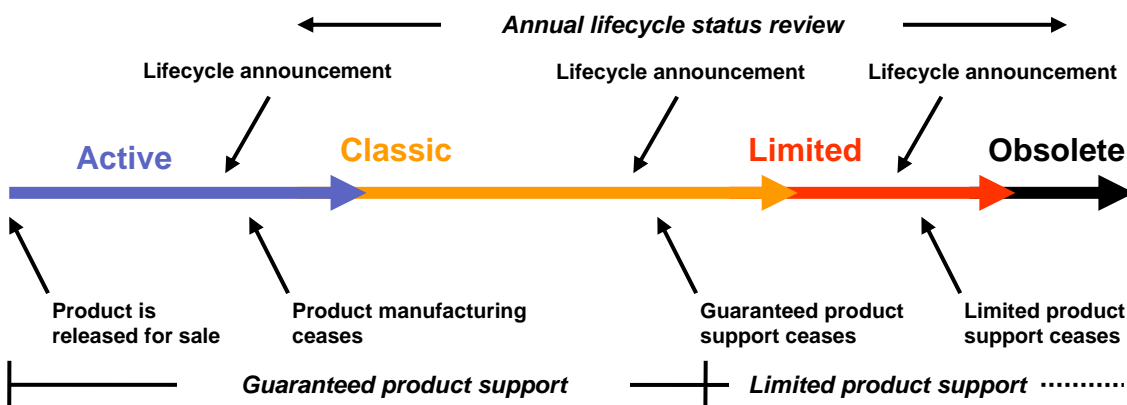 Annual lifecycle status review
Lifecycle announcement
Lifecycle announcement
Lifecycle announcement
Active
Classic
Limited
Obsolete
Product is
released for sale
Product manufacturing
ceases
Guaranteed product
support ceases
Limited product
support ceases
Guaranteed product support
Limited product support